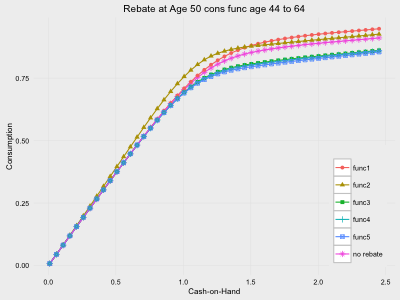 Rebate at Age 50 cons func age 44 to 64
Consumption
0.75
0.50
0.25
0.00
0.0
0.5
1.0
1.5
2.0
2.5
Cash-on-Hand
func1
func2
func3
func4
func5
no rebate